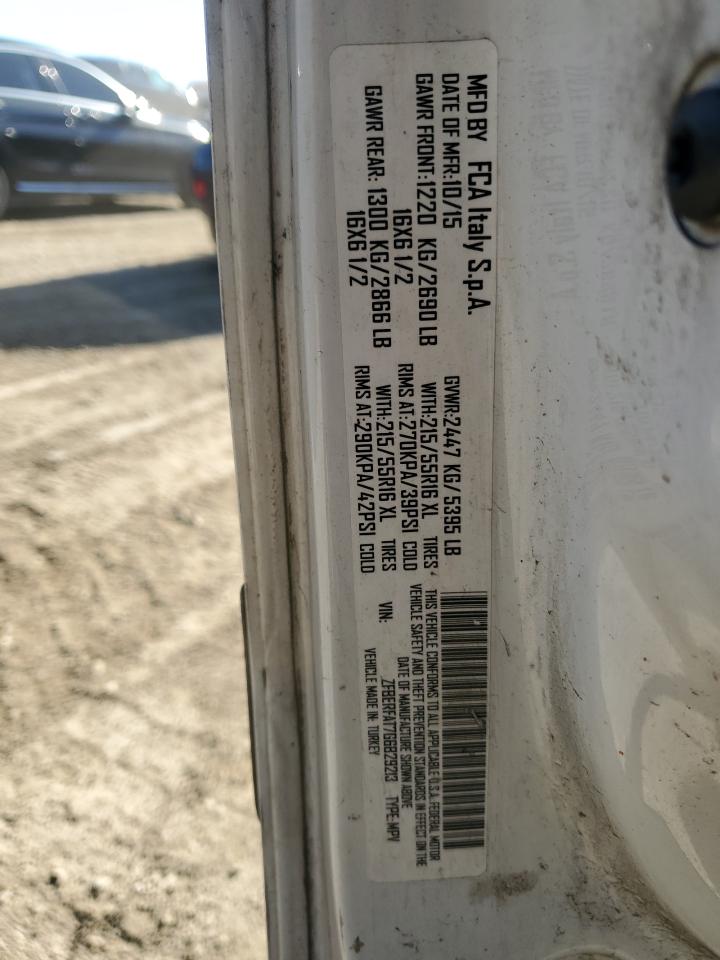 MFD BY FCA Italy S.p.A.
DATE OF MFR:10/15 GVWR:2447 KG/5395 LB
GAWR FRONT:1220 KG/2690 LB WITH:215/55R16 XL TIRES,
16X6 1/2 RIMS AT:270KPA/39PSI COLD
GAWR REAR: 1300 KG/2866 LB WITH:215/55R16 XL TIRES
16X6 1/2 RIMS AT:290KPA/42PSI COLD
THIS VEHICLE CONFORMS TO ALL APPLICABLE U.S.A. FEDERAL MOTOR
VEHICLE SAFETY AND THEFT PREVENTION STANDARDS IN EFFECT ON THE
DATE OF MANUFACTURE SHOWN ABOVE
VIN: ZFBERFAT7G6B29213 TYPE:MPV
VEHICLE MADE IN: TURKEY